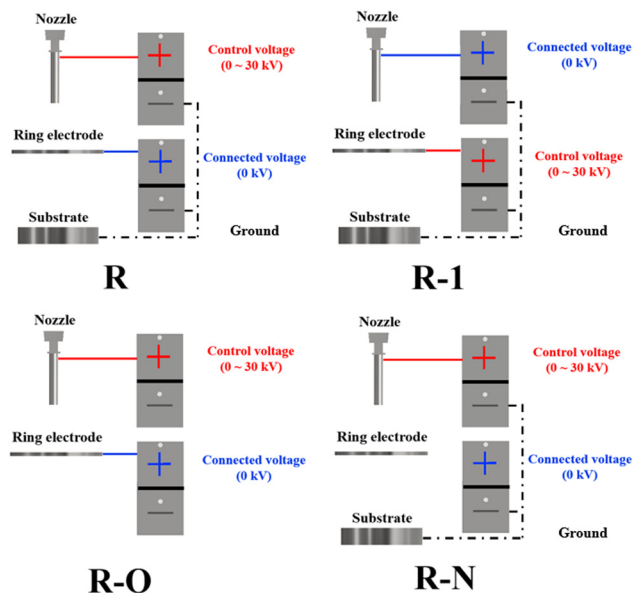 Nozzle
Control voltage
(0 ~ 30 kV)
Ring electrode
Connected voltage
(0 kV)
Substrate
Ground
R
Nozzle
Connected voltage
(0 kV)
Ring electrode
Control voltage
(0 ~ 30 kV)
Substrate
Ground
R-1
Nozzle
Control voltage
(0 ~ 30 kV)
Ring electrode
Connected voltage
(0 kV)
R-O
Nozzle
Control voltage
(0 ~ 30 kV)
Ring electrode
Connected voltage
(0 kV)
Substrate
Ground
R-N